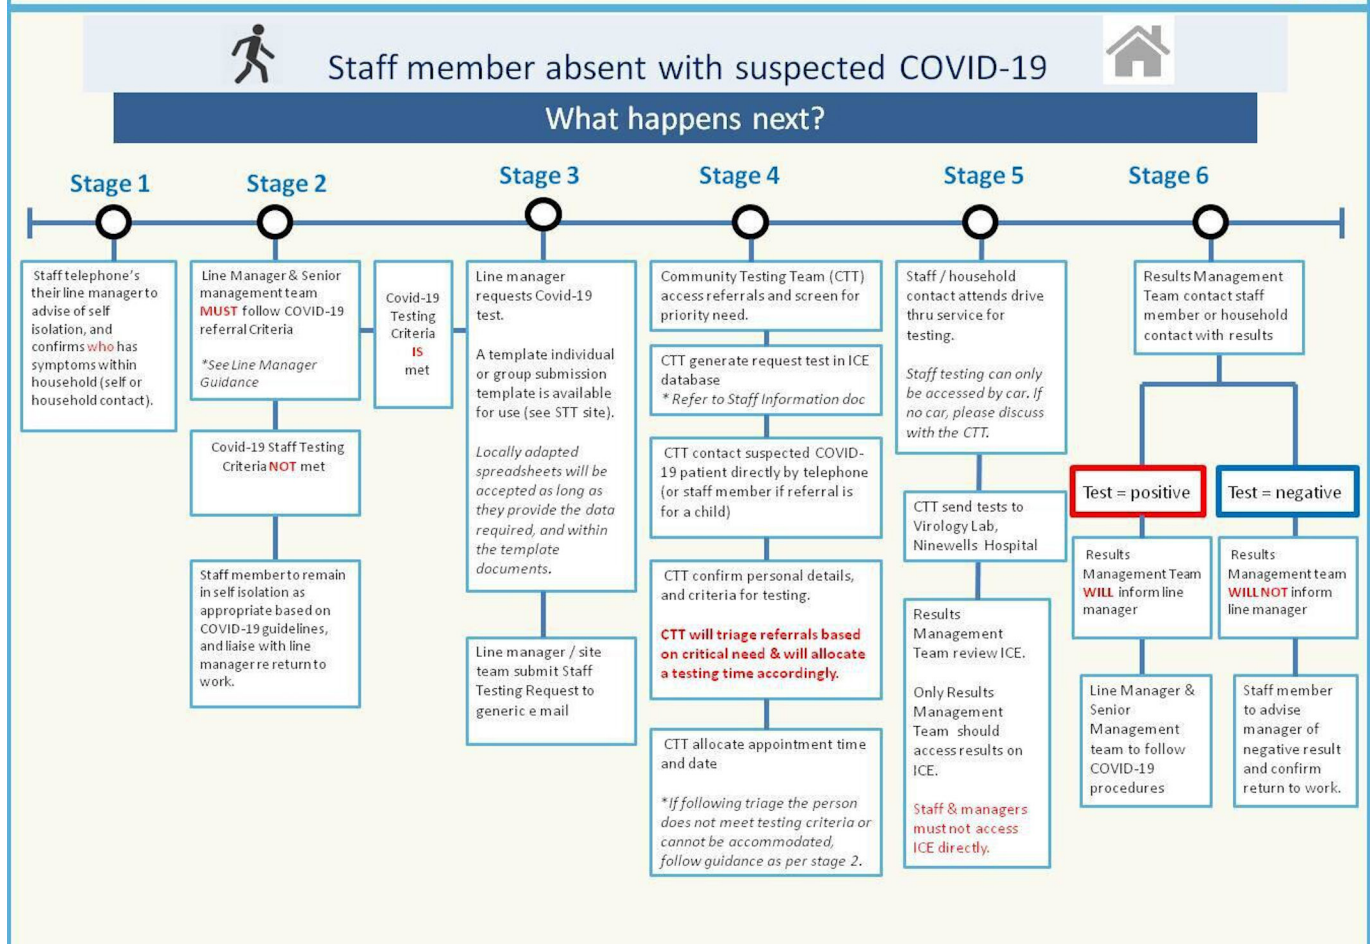 Staff member absent with suspected COVID-19
What happens next?
Stage 1
Staff telephone's
their line manager to
advise of self
isolation, and
confirms who has
symptoms within
household (self or
household contact).
Stage 2
Line Manager & Senior
management team
MUST follow COVID-19
referral Criteria
*See Line Manager
Guidance
Covid-19 Staff Testing
Criteria NOT met
Staff member to remain
in self isolation as
appropriate based on
COVID-19 guidelines,
and liaise with line
manager re return to
work.
Covid-19
Testing
Criteria
IS
met
Stage 3
Line manager
requests Covid-19
test.
A template individual
or group submission
template is available
for use (see STT site).
Locally adapted
spreadsheets will be
accepted as long as
they provide the data
required, and within
the template
documents.
Line manager / site
team submit Staff
Testing Request to
generic e mail
Stage 4
Community Testing Team (CTT)
access referrals and screen for
priority need.
CTT generate request test in ICE
database
* Refer to Staff Information doc
CTT contact suspected COVID-
19 patient directly by telephone
(or staff member if referral is
for a child)
CTT confirm personal details,
and criteria for testing.
CTT will triage referrals based
on critical need & will allocate
a testing time accordingly.
CTT allocate appointment time
and date
*If following triage the person
does not meet testing criteria or
cannot be accommodated,
follow guidance as per stage 2.
Stage 5
Staff / household
contact attends drive
thru service for
testing.
Staff testing can only
be accessed by car. If
no car, please discuss
with the CTT.
CTT send tests to
Virology Lab,
Ninewells Hospital
Results
Management
Team review ICE.
Only Results
Management
Team should
access results on
ICE.
Staff & managers
must not access
ICE directly.
Stage 6
Results Management
Team contact staff
member or household
contact with results
Test = positive
Results
Management Team
WILL inform line
manager
Line Manager &
Senior
Management
team to follow
COVID-19
procedures
Test = negative
Results
Management team
WILL NOT inform
line manager
Staff member
to advise
manager of
negative result
and confirm
return to work.